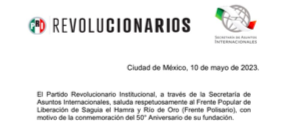 PRI REVOLUCIONARIOS
Secretaría de Asuntos
INTERNACIONALES
Ciudad de México, 10 de mayo de 2023.
El Partido Revolucionario Institucional, a través de la Secretaría de
Asuntos Internacionales, saluda respetuosamente al Frente Popular de
Liberación de Saguia el Hamra y Río de Oro (Frente Polisario), con
motivo de la conmemoración del 50° Aniversario de su fundación.